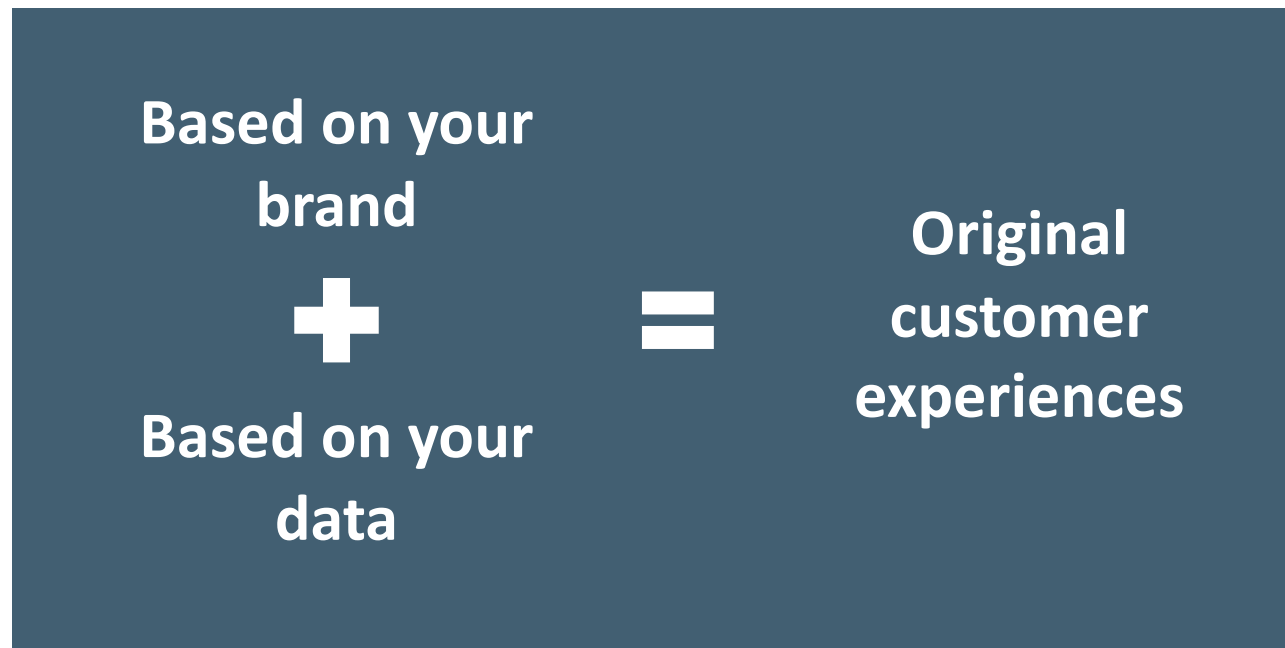 Based on your
brand
+
Based on your
data
=
Original
customer
experiences